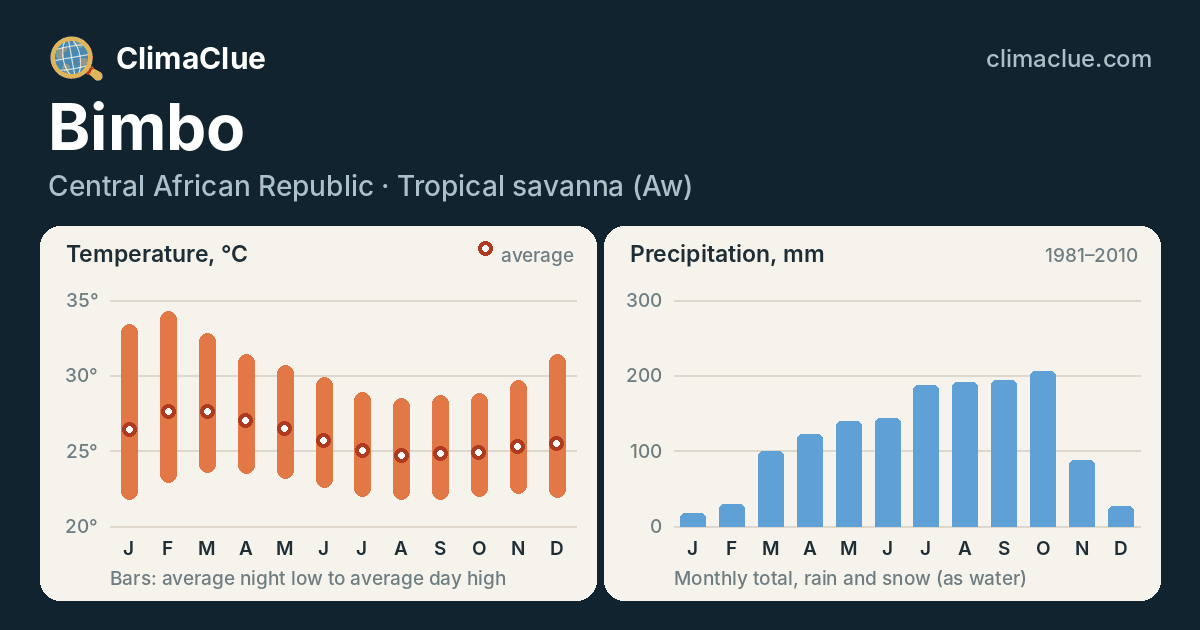 ClimaClue
climaclue.com
Bimbo
Central African Republic · Tropical savanna (Aw)
Temperature, °C
average
35°
30°
25°
20°
J F M A M J J A S O N D
Bars: average night low to average day high
Precipitation, mm
1981–2010
300
200
100
0
J F M A M J J A S O N D
Monthly total, rain and snow (as water)